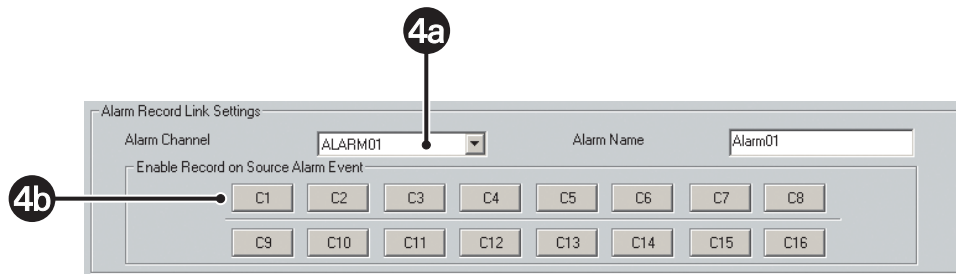 4a
Alarm Record Link Settings
Alarm Channel ALARM01 Alarm Name Alarm01
Enable Record on Source Alarm Event
4b C1 C2 C3 C4 C5 C6 C7 C8
C9 C10 C11 C12 C13 C14 C15 C16